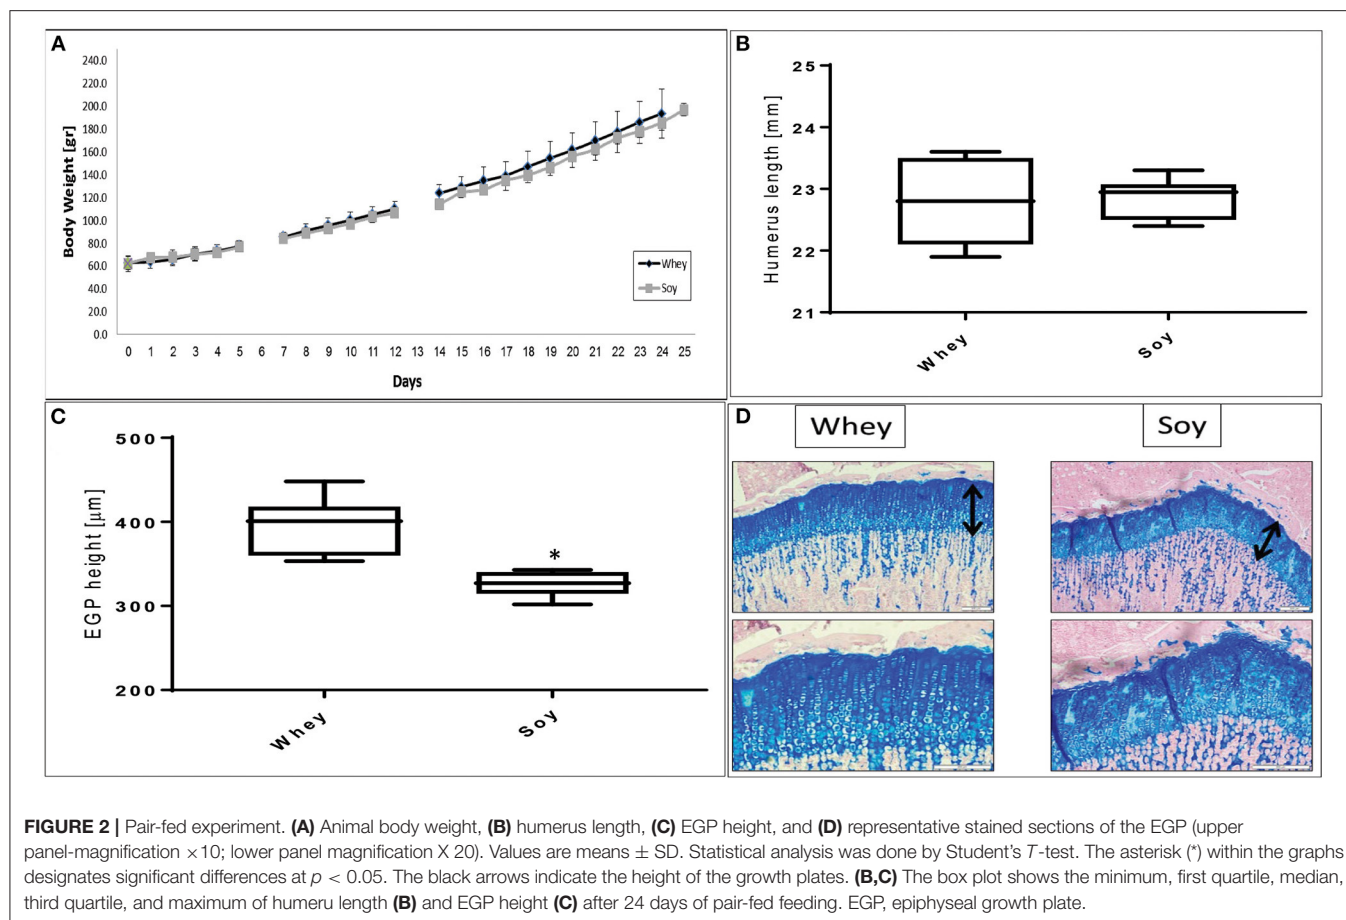 A
240.0
220.0
200.0
180.0
160.0
140.0
120.0
100.0
80.0
60.0
40.0
20.0
0.0
Body Weight [gr]
Whey
Soy
0 1 2 3 4 5 6 7 8 9 10 11 12 13 14 15 16 17 18 19 20 21 22 23 24 25
Days
B
25
24
23
22
21
Humerus length [mm]
Whey
Soy
C
500
400
300
200
EGP height [μm]
*
Whey
Soy
D
Whey
Soy
FIGURE 2 | Pair-fed experiment. (A) Animal body weight, (B) humerus length, (C) EGP height, and (D) representative stained sections of the EGP (upper
panel-magnification ×10; lower panel magnification X 20). Values are means ± SD. Statistical analysis was done by Student's T-test. The asterisk (*) within the graphs
designates significant differences at p < 0.05. The black arrows indicate the height of the growth plates. (B,C) The box plot shows the minimum, first quartile, median,
third quartile, and maximum of humeru length (B) and EGP height (C) after 24 days of pair-fed feeding. EGP, epiphyseal growth plate.